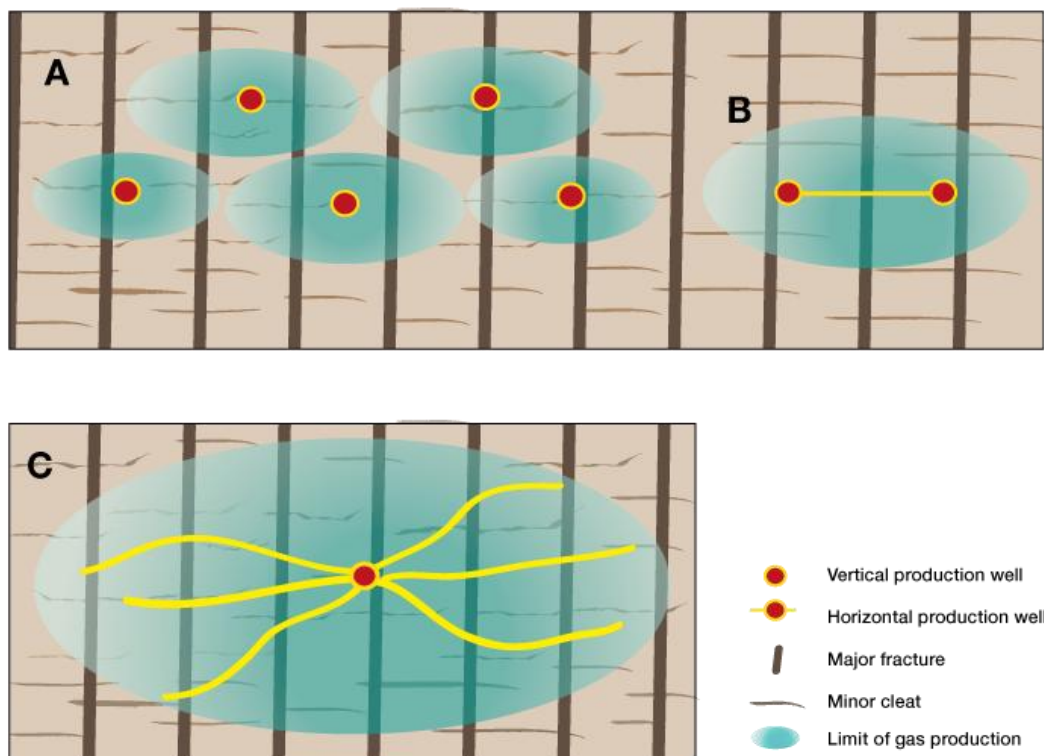 A
B
C
Vertical production well
Horizontal production well
Major fracture
Minor cleat
Limit of gas production